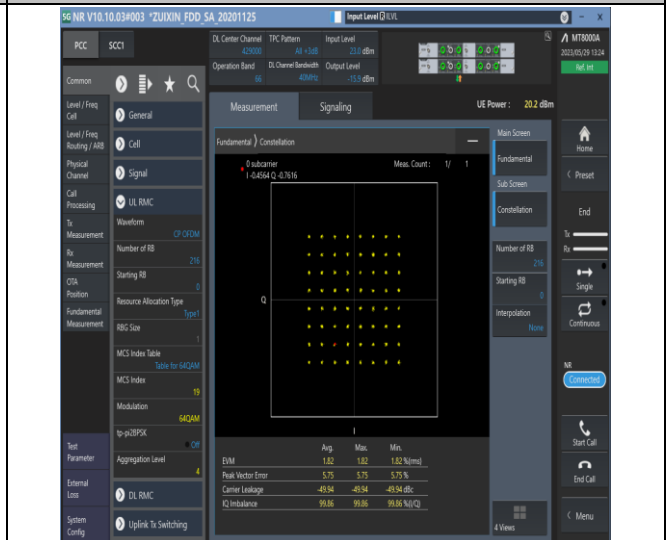 5G NR V10.10.03#003 *ZUIXIN_FDD_SA_20201125
Input Level ILVL
PCC
SCC1
DL Center Channel
429000
TPC Pattern
All +3dB
Input Level
23.0 dBm
Operation Band
66
DL Channel Bandwidth
40MHz
Output Level
-15.9 dBm
MT8000A
2023/05/29 13:24
Ref. Int
Common
Level / Freq
Cell
Level / Freq
Routing / ARB
Physical
Channel
Call
Processing
Tx
Measurement
Rx
Measurement
OTA
Position
Fundamental
Measurement
Test
Parameter
External
Loss
System
Config
General
Cell
Signal
UL RMC
Waveform
CP OFDM
Number of RB
216
Starting RB
0
Resource Allocation Type
Type1
RBG Size
1
MCS Index Table
Table for 64QAM
MCS Index
19
Modulation
64QAM
tp-pi2BPSK
Off
Aggregation Level
4
DL RMC
Uplink Tx Switching
Measurement
Signaling
UE Power : 20.2 dBm
Fundamental Constellation
0 subcarrier
I -0.4564 Q -0.7616
Meas. Count : 1/ 1
Q
I
Avg. Max. Min.
EVM 1.82 1.82 1.82 %(rms)
Peak Vector Error 5.75 5.75 5.75 %
Carrier Leakage -49.94 -49.94 -49.94 dBc
IQ Imbalance 99.86 99.86 99.86 %(I/Q)
Main Screen
Fundamental
Sub Screen
Constellation
Number of RB
216
Starting RB
0
Interpolation
None
4 Views
Home
Preset
End
Tx
Rx
Single
Continuous
NR
Connected
Start Call
End Call
Menu